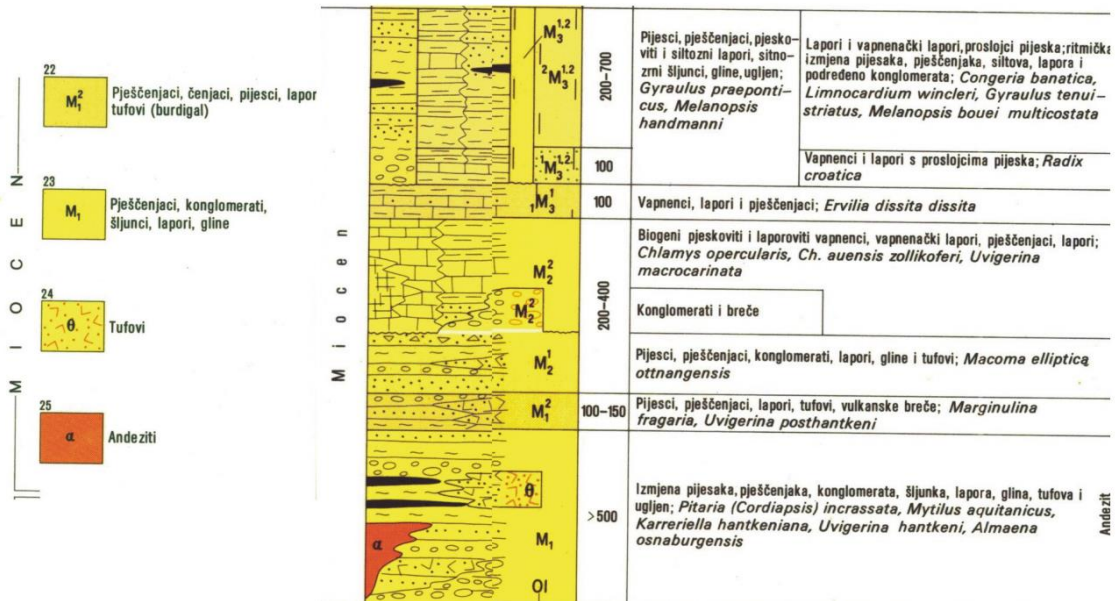 22
M₁²
Pješčenjaci, čenjaci, pijesci, lapor
tufovi (burdigal)
23
M₁
Pješčenjaci, konglomerati,
šljunci, lapori, gline
24
θ
Tufovi
25
α
Andeziti
MIOCEN
Miocen
M₃¹,²
²M₃¹,²
200–700
Pijesci, pješčenjaci, pjesko-
viti i siltozni lapori, sitno-
zrni šljunci, gline, ugljen;
Gyraulus praeponti-
cus, Melanopsis
handmanni
Lapori i vapnenački lapori, proslojci pijeska; ritmička
izmjena pijesaka, pješčenjaka, siltova, lapora i
podređeno konglomerata; Congeria banatica,
Limnocardium wincleri, Gyraulus tenui-
striatus, Melanopsis bouei multicostata
¹M₃¹,²
100
Vapnenci i lapori s proslojcima pijeska; Radix
croatica
₁M₃¹
100
Vapnenci, lapori i pješčenjaci; Ervilia dissita dissita
M₂²
200–400
Biogeni pjeskoviti i laporoviti vapnenci, vapnenački lapori, pješčenjaci, lapori;
Chlamys opercularis, Ch. auensis zollikoferi, Uvigerina
macrocarinata
M₂²
Konglomerati i breče
M₂¹
Pijesci, pješčenjaci, konglomerati, lapori, gline i tufovi; Macoma elliptica
ottnangensis
M₁²
100–150
Pijesci, pješčenjaci, lapori, tufovi, vulkanske breče; Marginulina
fragaria, Uvigerina posthantkeni
θ
α
M₁
Ol
>500
Izmjena pijesaka, pješčenjaka, konglomerata, šljunka, lapora, glina, tufova i
ugljen; Pitaria (Cordiapsis) incrassata, Mytilus aquitanicus,
Karreriella hantkeniana, Uvigerina hantkeni, Almaena
osnaburgensis
Andezit